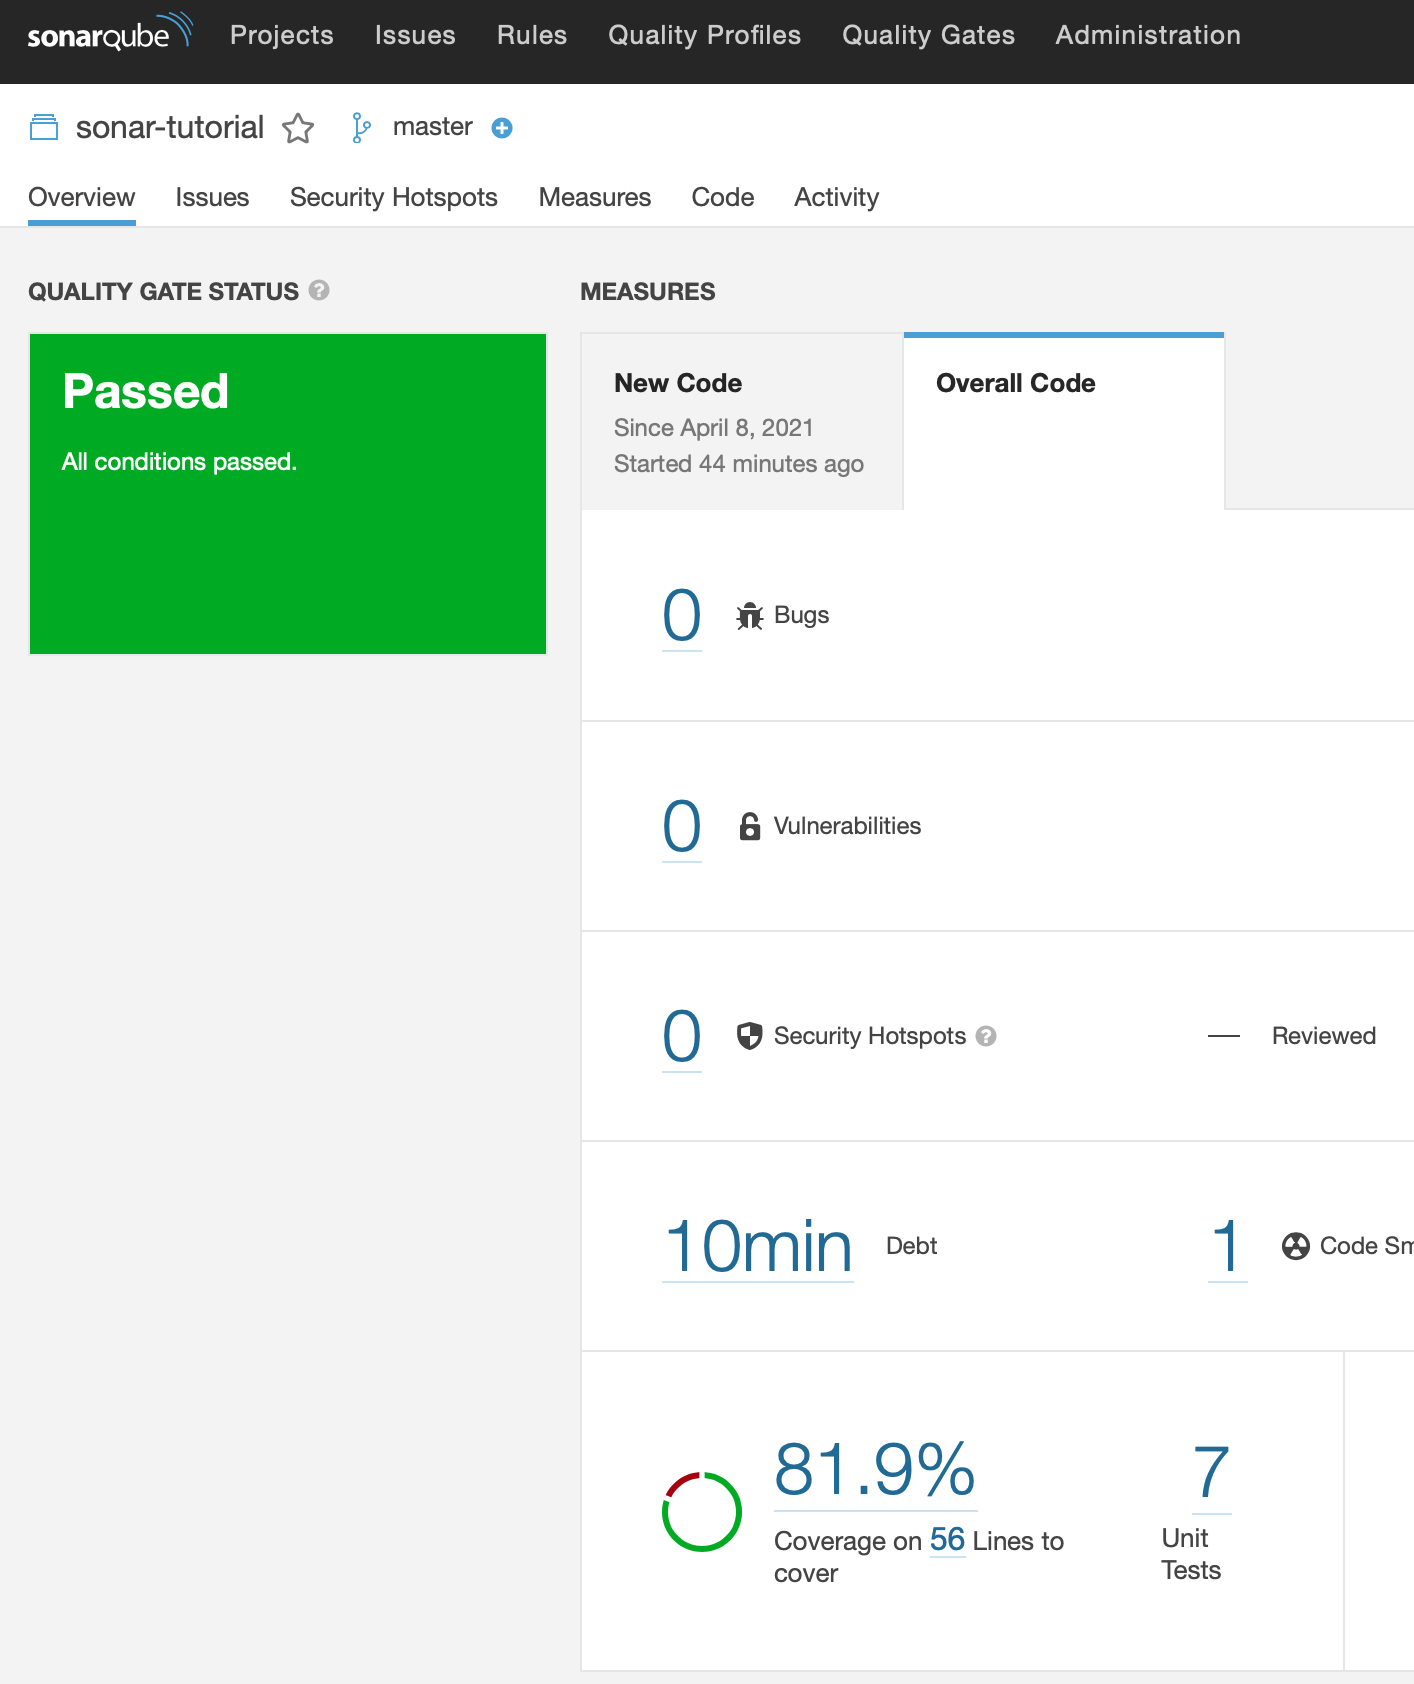 sonarqube Projects Issues Rules Quality Profiles Quality Gates Administration
sonar-tutorial master
Overview Issues Security Hotspots Measures Code Activity
QUALITY GATE STATUS ?
MEASURES
Passed
All conditions passed.
New Code
Since April 8, 2021
Started 44 minutes ago
Overall Code
0 Bugs
0 Vulnerabilities
0 Security Hotspots ? — Reviewed
10min Debt 1 Code Sm
81.9%
Coverage on 56 Lines to
cover
7
Unit
Tests